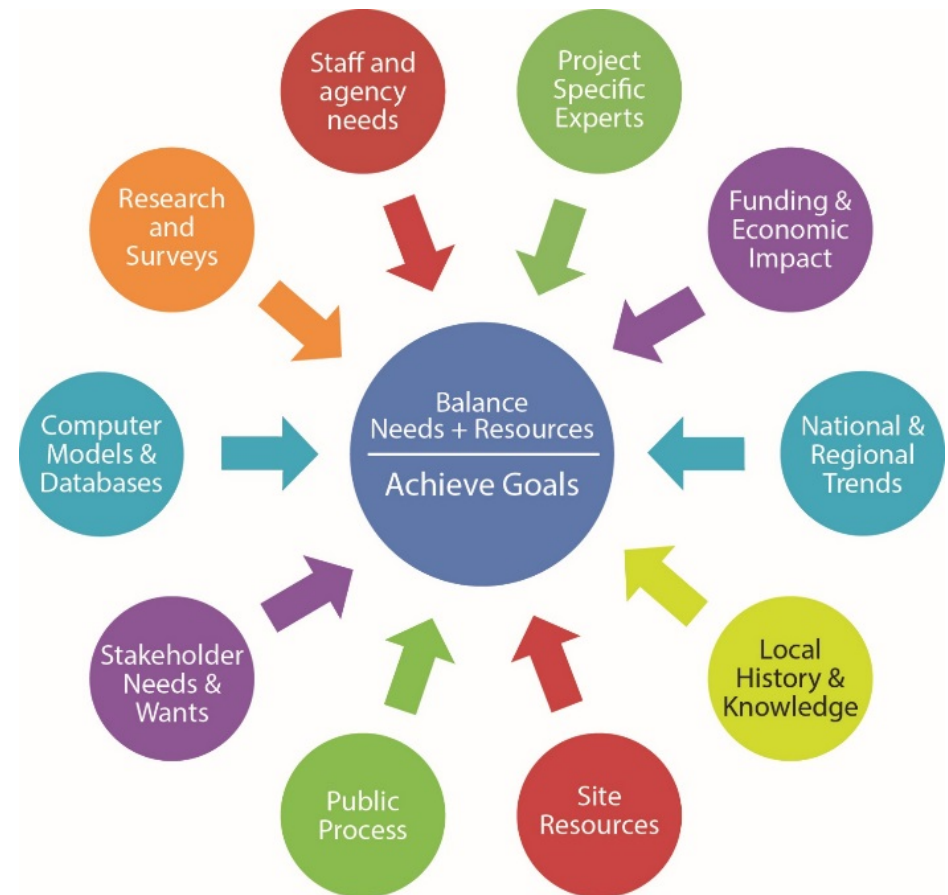 Staff and
agency
needs
Project
Specific
Experts
Funding &
Economic
Impact
National &
Regional
Trends
Local
History &
Knowledge
Site
Resources
Public
Process
Stakeholder
Needs &
Wants
Computer
Models &
Databases
Research
and
Surveys
Balance
Needs + Resources
Achieve Goals